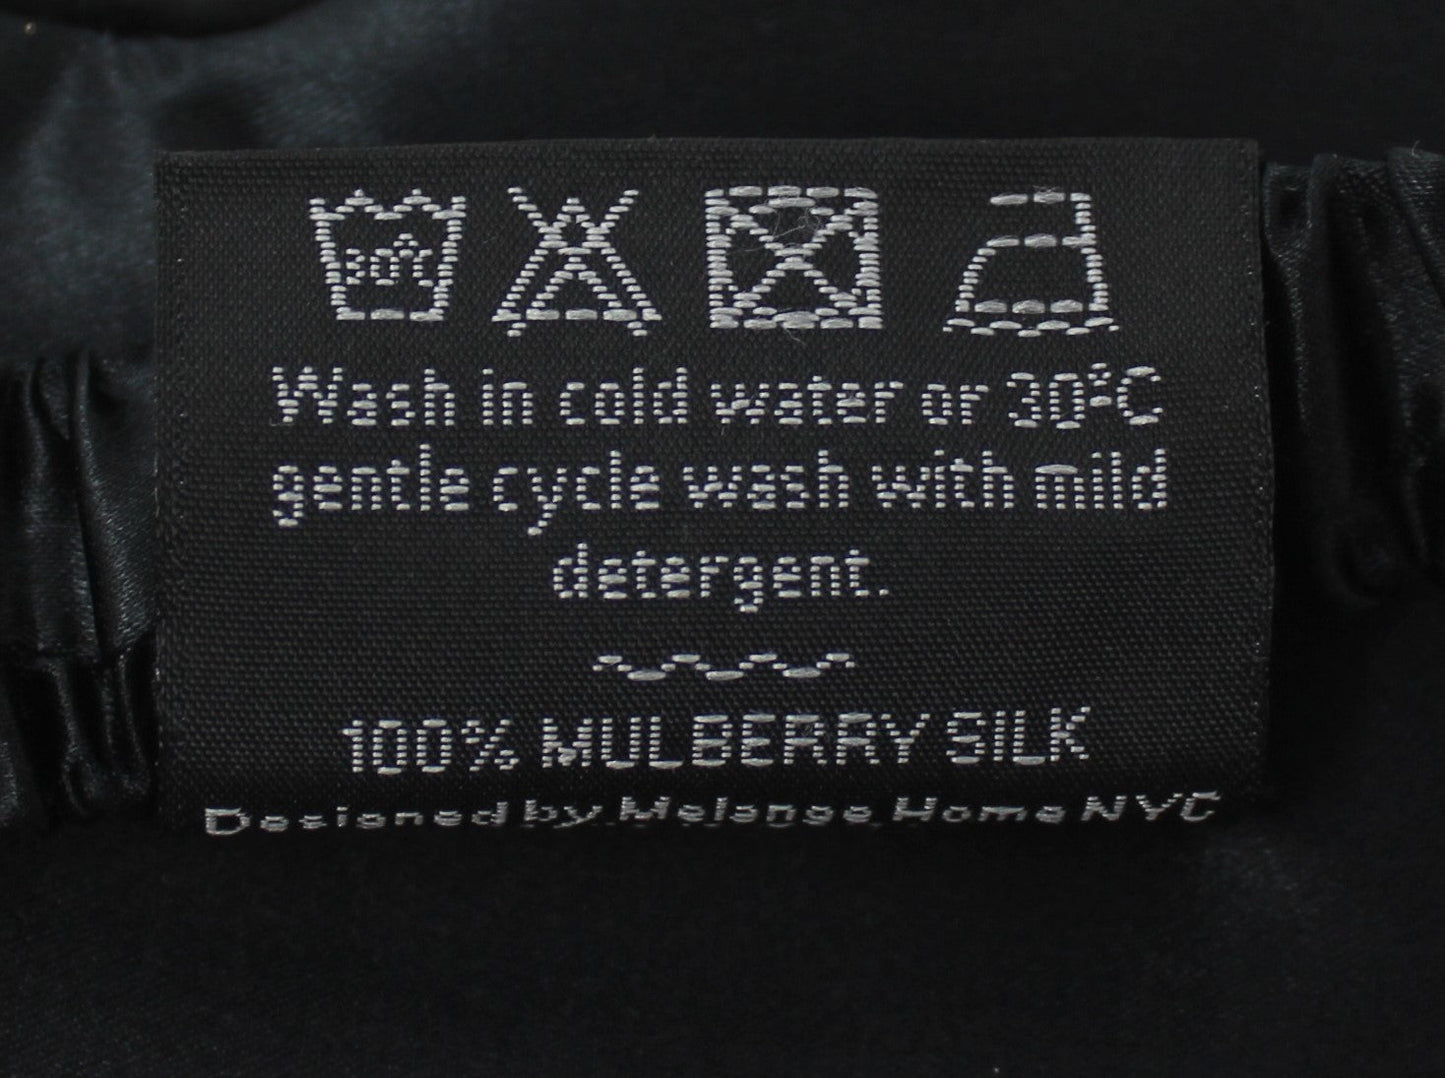 30°C
Wash in cold water or 30°C
gentle cycle wash with mild
detergent.
100% MULBERRY SILK
Designed by Melange Home NYC